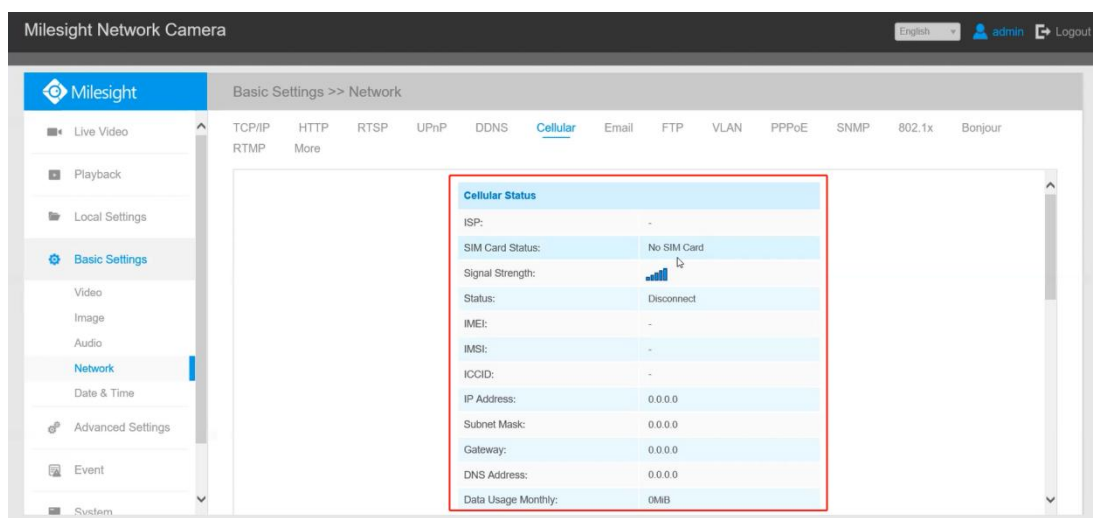 Milesight Network Camera
English admin Logout
Milesight
Basic Settings >> Network
Live Video
Playback
Local Settings
Basic Settings
Video
Image
Audio
Network
Date & Time
Advanced Settings
Event
System
TCP/IP HTTP RTSP UPnP DDNS Cellular Email FTP VLAN PPPoE SNMP 802.1x Bonjour
RTMP More
Cellular Status
ISP: -
SIM Card Status: No SIM Card
Signal Strength:
Status: Disconnect
IMEI: -
IMSI: -
ICCID: -
IP Address: 0.0.0.0
Subnet Mask: 0.0.0.0
Gateway: 0.0.0.0
DNS Address: 0.0.0.0
Data Usage Monthly: 0MiB